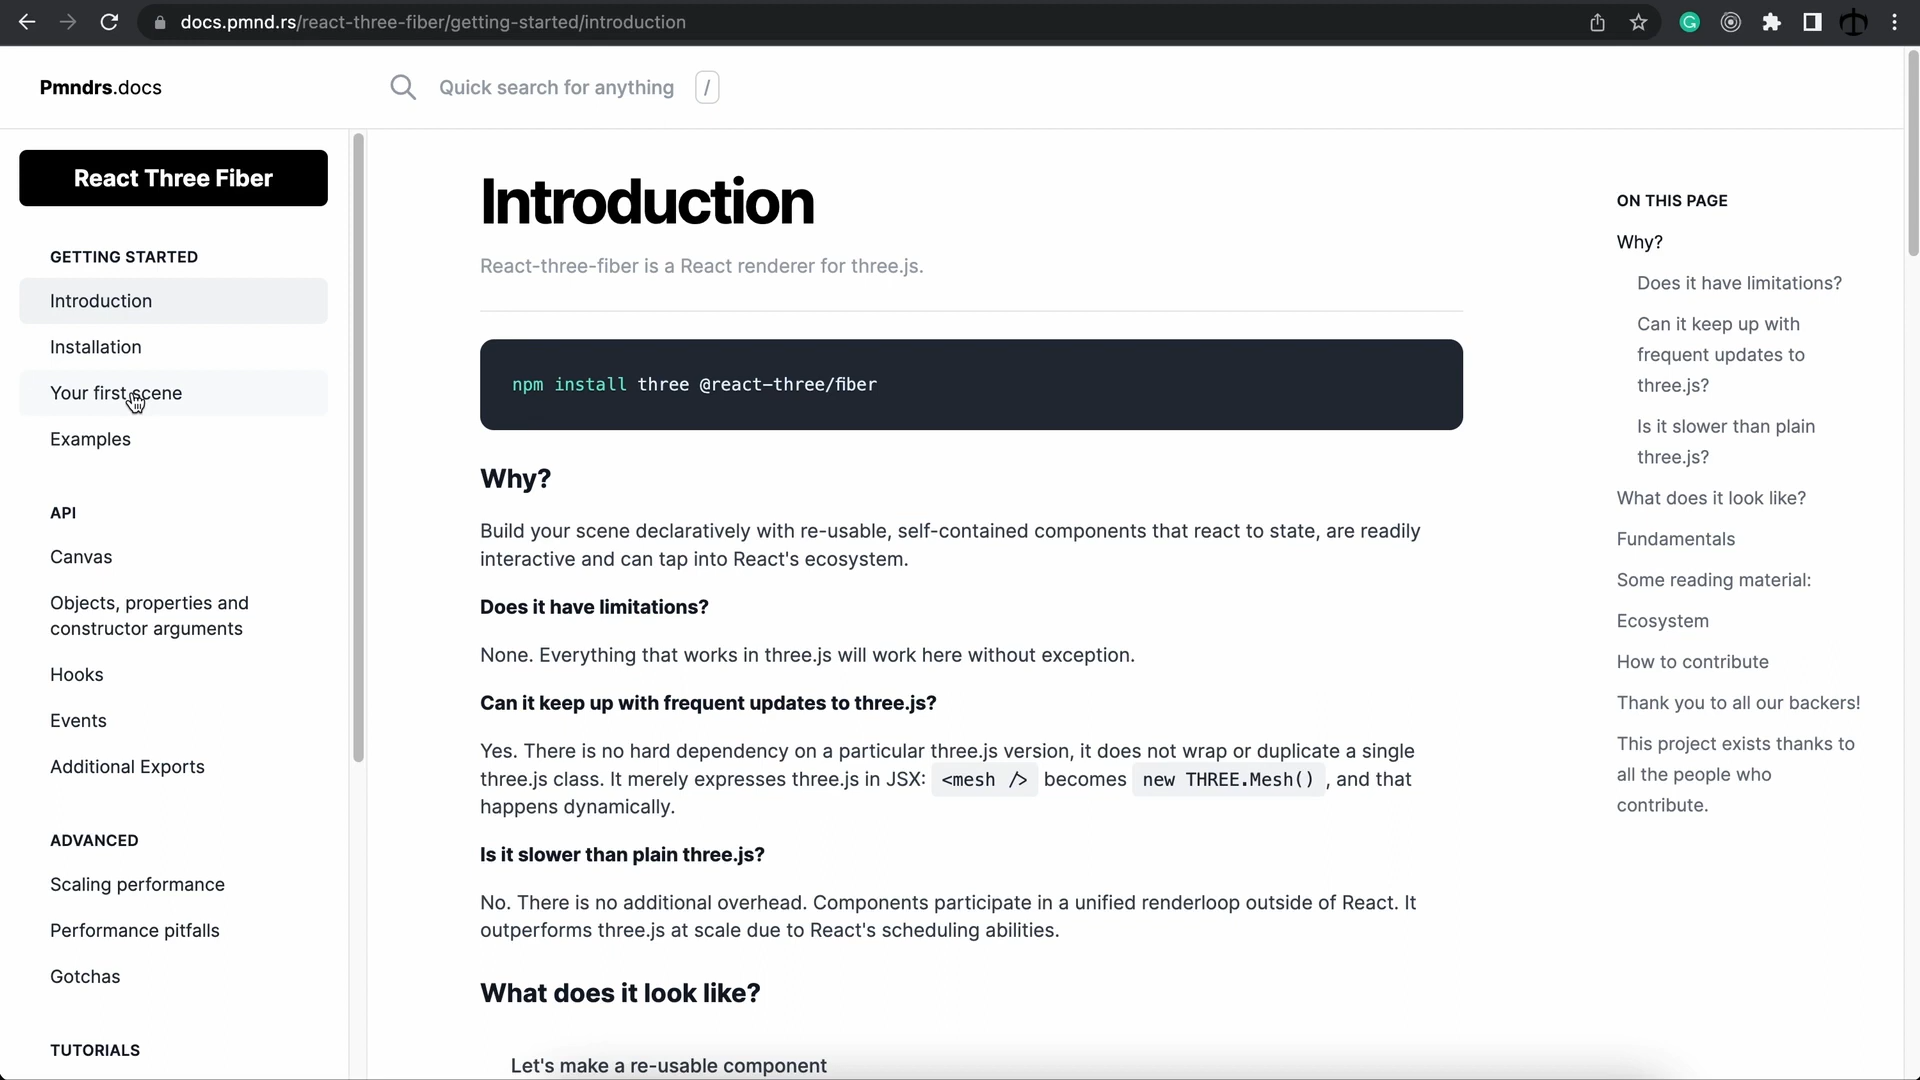 docs.pmnd.rs/react-three-fiber/getting-started/introduction
Pmndrs.docs
Quick search for anything /
React Three Fiber
GETTING STARTED
Introduction
Installation
Your first scene
Examples
API
Canvas
Objects, properties and
constructor arguments
Hooks
Events
Additional Exports
ADVANCED
Scaling performance
Performance pitfalls
Gotchas
TUTORIALS
Introduction
React-three-fiber is a React renderer for three.js.
npm install three @react-three/fiber
Why?
Build your scene declaratively with re-usable, self-contained components that react to state, are readily
interactive and can tap into React's ecosystem.
Does it have limitations?
None. Everything that works in three.js will work here without exception.
Can it keep up with frequent updates to three.js?
Yes. There is no hard dependency on a particular three.js version, it does not wrap or duplicate a single
three.js class. It merely expresses three.js in JSX: <mesh /> becomes new THREE.Mesh() , and that
happens dynamically.
Is it slower than plain three.js?
No. There is no additional overhead. Components participate in a unified renderloop outside of React. It
outperforms three.js at scale due to React's scheduling abilities.
What does it look like?
Let's make a re-usable component
ON THIS PAGE
Why?
Does it have limitations?
Can it keep up with
frequent updates to
three.js?
Is it slower than plain
three.js?
What does it look like?
Fundamentals
Some reading material:
Ecosystem
How to contribute
Thank you to all our backers!
This project exists thanks to
all the people who
contribute.